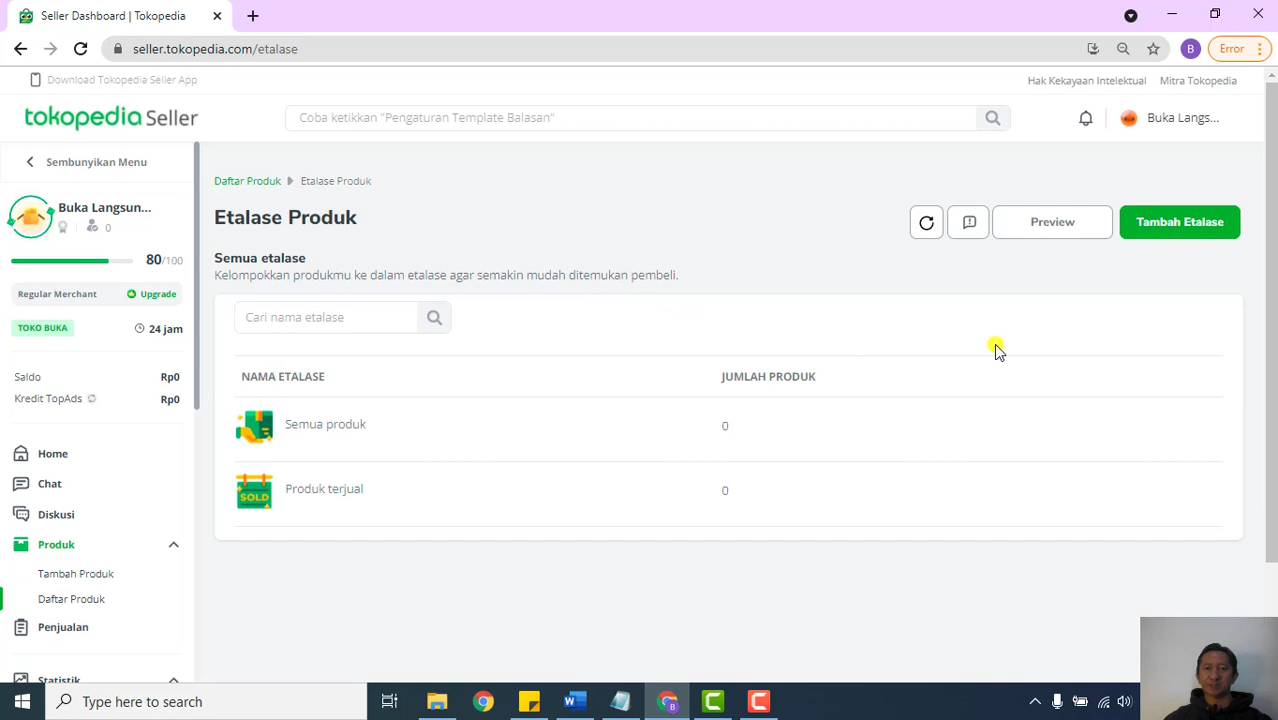 Seller Dashboard | Tokopedia
seller.tokopedia.com/etalase
B
Error
Download Tokopedia Seller App
Hak Kekayaan Intelektual
Mitra Tokopedia
tokopedia Seller
Coba ketikkan "Pengaturan Template Balasan"
Buka Langs...
Sembunyikan Menu
Buka Langsun...
0
80/100
Regular Merchant
Upgrade
TOKO BUKA
24 jam
Saldo Rp0
Kredit TopAds Rp0
Home
Chat
Diskusi
Produk
Tambah Produk
Daftar Produk
Penjualan
Statistik
Daftar Produk
Etalase Produk
Etalase Produk
Preview
Tambah Etalase
Semua etalase
Kelompokkan produkmu ke dalam etalase agar semakin mudah ditemukan pembeli.
Cari nama etalase
NAMA ETALASE JUMLAH PRODUK
Semua produk 0
SOLD
Produk terjual 0
Type here to search